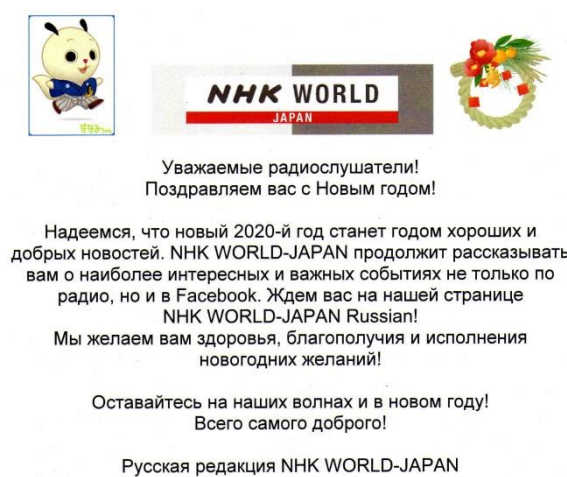 NHK WORLD
JAPAN
Уважаемые радиослушатели!
Поздравляем вас с Новым годом!
Надеемся, что новый 2020-й год станет годом хороших и
добрых новостей. NHK WORLD-JAPAN продолжит рассказывать
вам о наиболее интересных и важных событиях не только по
радио, но и в Facebook. Ждем вас на нашей странице
NHK WORLD-JAPAN Russian!
Мы желаем вам здоровья, благополучия и исполнения
новогодних желаний!
Оставайтесь на наших волнах и в новом году!
Всего самого доброго!
Русская редакция NHK WORLD-JAPAN